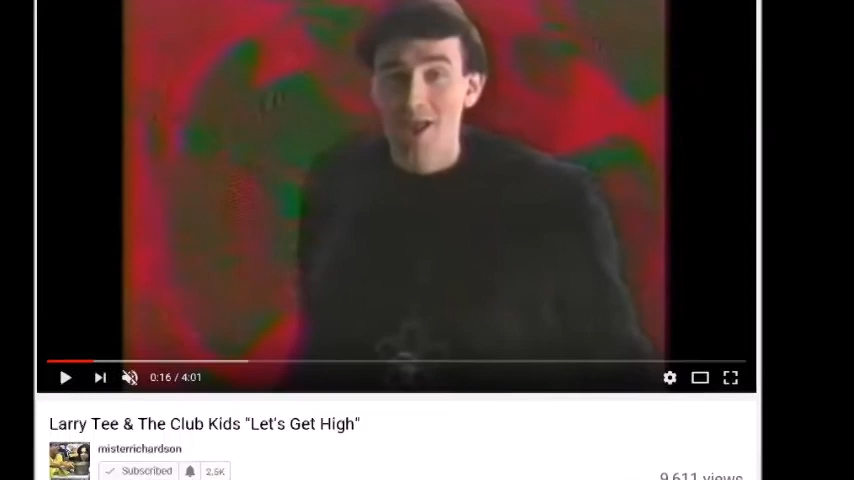 0:16 / 4:01
Larry Tee & The Club Kids "Let's Get High"
misterrichardson
Subscribed 2.5K
9,611 views